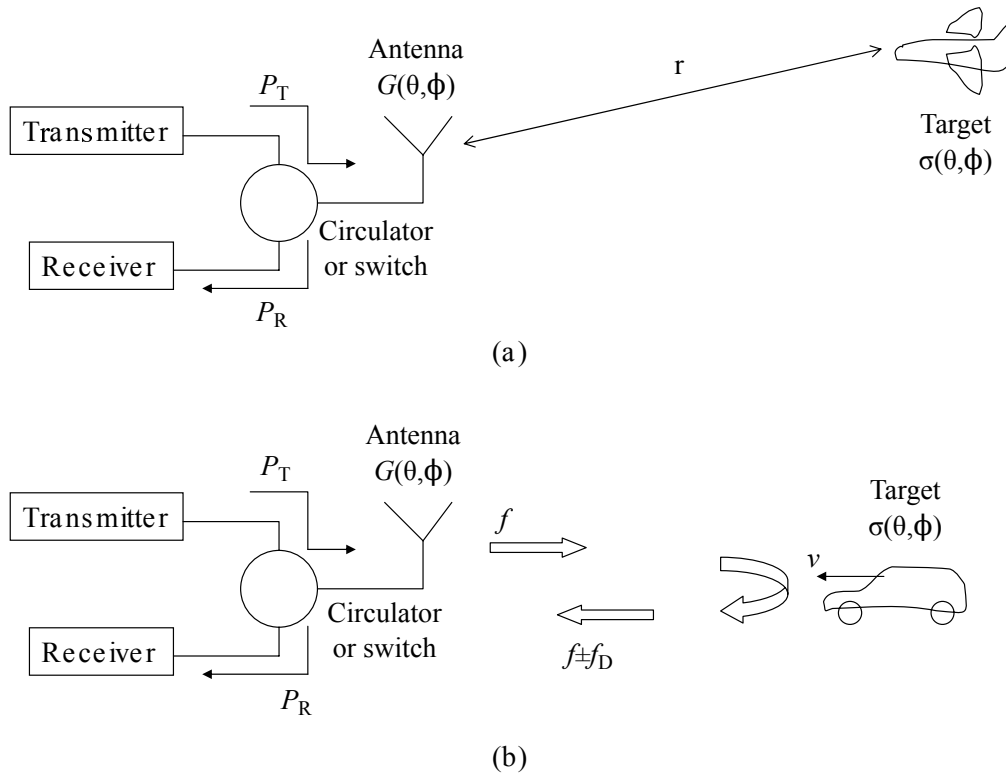 Antenna
G(θ,ϕ)
r
P_T
Transmitter
Target
σ(θ,ϕ)
Receiver
Circulator
or switch
P_R
(a)
Antenna
G(θ,ϕ)
P_T
Target
σ(θ,ϕ)
Transmitter
f
v
Circulator
or switch
Receiver
f±f_D
P_R
(b)